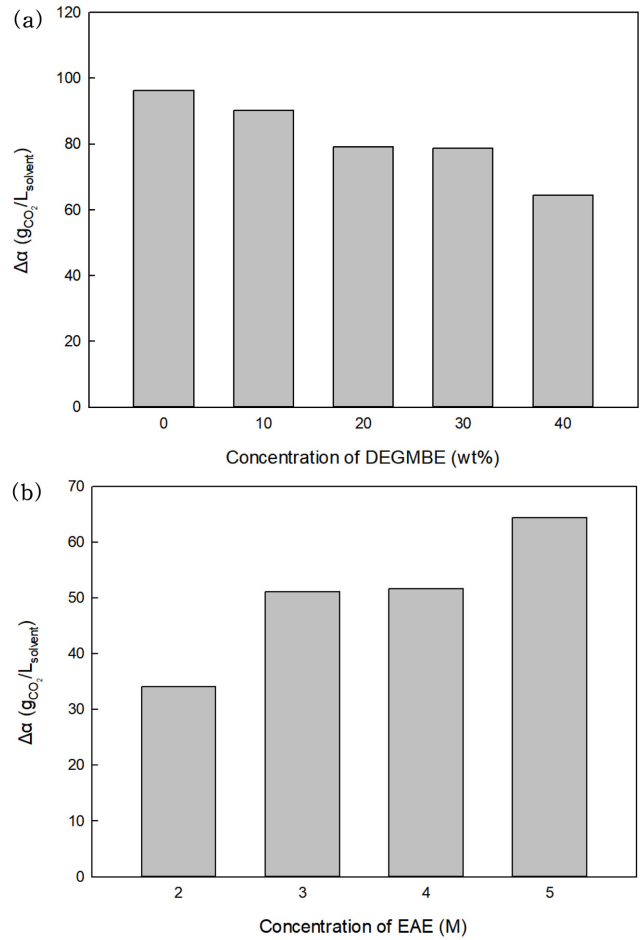 (a)
120
100
80
60
40
20
0
Δα (gCO₂/Lsolvent)
0 10 20 30 40
Concentration of DEGMBE (wt%)
(b)
70
60
50
40
30
20
10
0
Δα (gCO₂/Lsolvent)
2 3 4 5
Concentration of EAE (M)